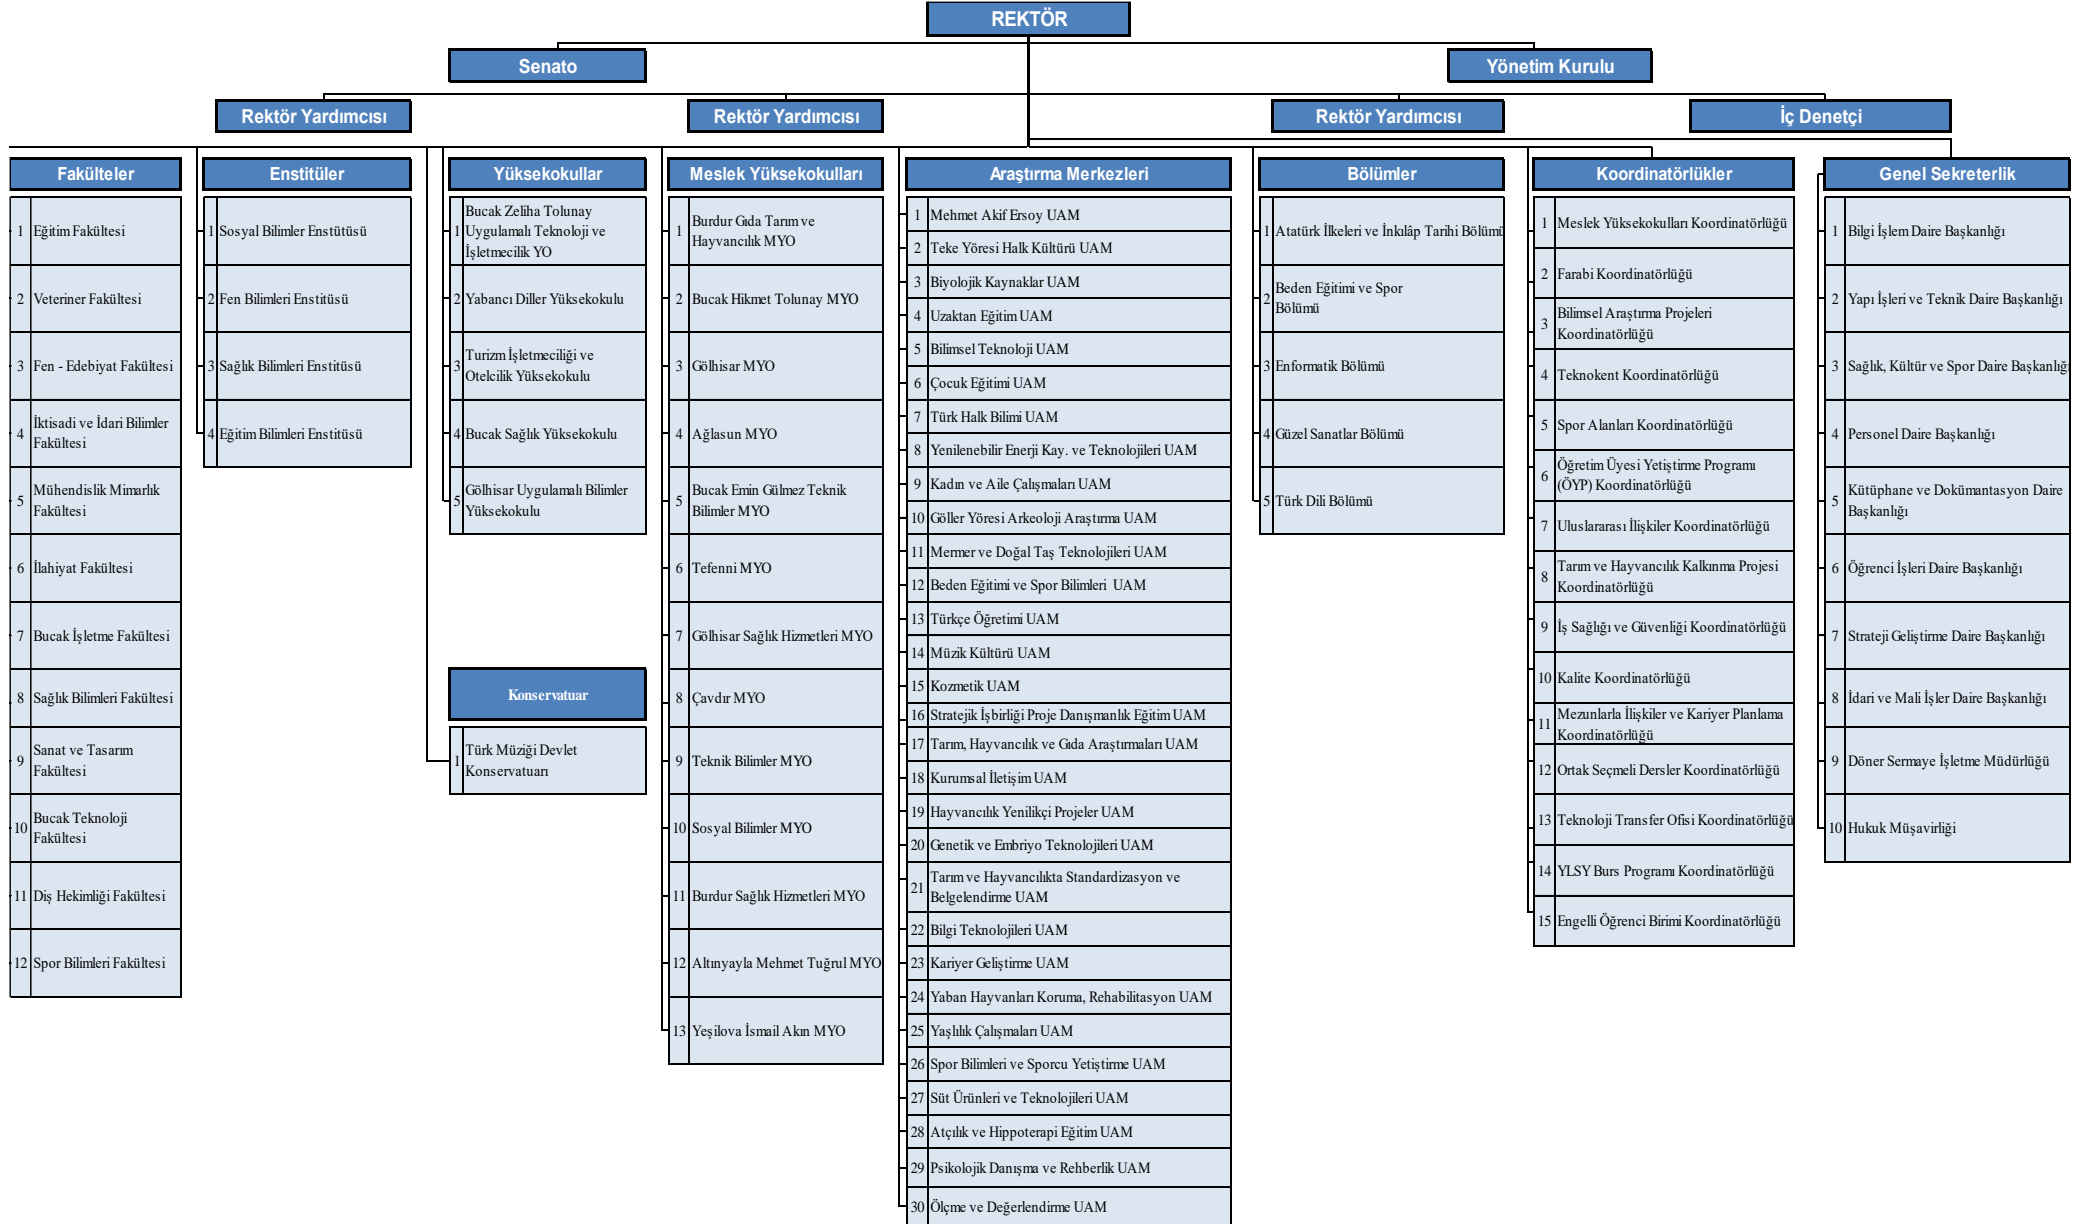 REKTÖR
Senato
Yönetim Kurulu
Rektör Yardımcısı
Rektör Yardımcısı
Rektör Yardımcısı
İç Denetçi
Fakülteler
1 Eğitim Fakültesi
2 Veteriner Fakültesi
3 Fen - Edebiyat Fakültesi
4 İktisadi ve İdari Bilimler
Fakültesi
5 Mühendislik Mimarlık
Fakültesi
6 İlahiyat Fakültesi
7 Bucak İşletme Fakültesi
8 Sağlık Bilimleri Fakültesi
9 Sanat ve Tasarım
Fakültesi
10 Bucak Teknoloji
Fakültesi
11 Diş Hekimliği Fakültesi
12 Spor Bilimleri Fakültesi
Enstitüler
1 Sosyal Bilimler Enstütüsü
2 Fen Bilimleri Enstitüsü
3 Sağlık Bilimleri Enstitüsü
4 Eğitim Bilimleri Enstitüsü
Yüksekokullar
1 Bucak Zeliha Tolunay
Uygulamalı Teknoloji ve
İşletmecilik YO
2 Yabancı Diller Yüksekokulu
3 Turizm İşletmeciliği ve
Otelcilik Yüksekokulu
4 Bucak Sağlık Yüksekokulu
5 Gölhisar Uygulamalı Bilimler
Yüksekokulu
Konservatuar
1 Türk Müziği Devlet
Konservatuarı
Meslek Yüksekokulları
1 Burdur Gıda Tarım ve
Hayvancılık MYO
2 Bucak Hikmet Tolunay MYO
3 Gölhisar MYO
4 Ağlasun MYO
5 Bucak Emin Gülmez Teknik
Bilimler MYO
6 Tefenni MYO
7 Gölhisar Sağlık Hizmetleri MYO
8 Çavdır MYO
9 Teknik Bilimler MYO
10 Sosyal Bilimler MYO
11 Burdur Sağlık Hizmetleri MYO
12 Altınyayla Mehmet Tuğrul MYO
13 Yeşilova İsmail Akın MYO
Araştırma Merkezleri
1 Mehmet Akif Ersoy UAM
2 Teke Yöresi Halk Kültürü UAM
3 Biyolojik Kaynaklar UAM
4 Uzaktan Eğitim UAM
5 Bilimsel Teknoloji UAM
6 Çocuk Eğitimi UAM
7 Türk Halk Bilimi UAM
8 Yenilenebilir Enerji Kay. ve Teknolojileri UAM
9 Kadın ve Aile Çalışmaları UAM
10 Göller Yöresi Arkeoloji Araştırma UAM
11 Mermer ve Doğal Taş Teknolojileri UAM
12 Beden Eğitimi ve Spor Bilimleri UAM
13 Türkçe Öğretimi UAM
14 Müzik Kültürü UAM
15 Kozmetik UAM
16 Stratejik İşbirliği Proje Danışmanlık Eğitim UAM
17 Tarım, Hayvancılık ve Gıda Araştırmaları UAM
18 Kurumsal İletişim UAM
19 Hayvancılık Yenilikçi Projeler UAM
20 Genetik ve Embriyo Teknolojileri UAM
21 Tarım ve Hayvancılıkta Standardizasyon ve
Belgelendirme UAM
22 Bilgi Teknolojileri UAM
23 Kariyer Geliştirme UAM
24 Yaban Hayvanları Koruma, Rehabilitasyon UAM
25 Yaşlılık Çalışmaları UAM
26 Spor Bilimleri ve Sporcu Yetiştirme UAM
27 Süt Ürünleri ve Teknolojileri UAM
28 Atçılık ve Hippoterapi Eğitim UAM
29 Psikolojik Danışma ve Rehberlik UAM
30 Ölçme ve Değerlendirme UAM
Bölümler
1 Atatürk İlkeleri ve İnkılâp Tarihi Bölümü
2 Beden Eğitimi ve Spor
Bölümü
3 Enformatik Bölümü
4 Güzel Sanatlar Bölümü
5 Türk Dili Bölümü
Koordinatörlükler
1 Meslek Yüksekokulları Koordinatörlüğü
2 Farabi Koordinatörlüğü
3 Bilimsel Araştırma Projeleri
Koordinatörlüğü
4 Teknokent Koordinatörlüğü
5 Spor Alanları Koordinatörlüğü
6 Öğretim Üyesi Yetiştirme Programı
(ÖYP) Koordinatörlüğü
7 Uluslararası İlişkiler Koordinatörlüğü
8 Tarım ve Hayvancılık Kalkınma Projesi
Koordinatörlüğü
9 İş Sağlığı ve Güvenliği Koordinatörlüğü
10 Kalite Koordinatörlüğü
11 Mezunlarla İlişkiler ve Kariyer Planlama
Koordinatörlüğü
12 Ortak Seçmeli Dersler Koordinatörlüğü
13 Teknoloji Transfer Ofisi Koordinatörlüğü
14 YLSY Burs Programı Koordinatörlüğü
15 Engelli Öğrenci Birimi Koordinatörlüğü
Genel Sekreterlik
1 Bilgi İşlem Daire Başkanlığı
2 Yapı İşleri ve Teknik Daire Başkanlığı
3 Sağlık, Kültür ve Spor Daire Başkanlığı
4 Personel Daire Başkanlığı
5 Kütüphane ve Dokümantasyon Daire
Başkanlığı
6 Öğrenci İşleri Daire Başkanlığı
7 Strateji Geliştirme Daire Başkanlığı
8 İdari ve Mali İşler Daire Başkanlığı
9 Döner Sermaye İşletme Müdürlüğü
10 Hukuk Müşavirliği